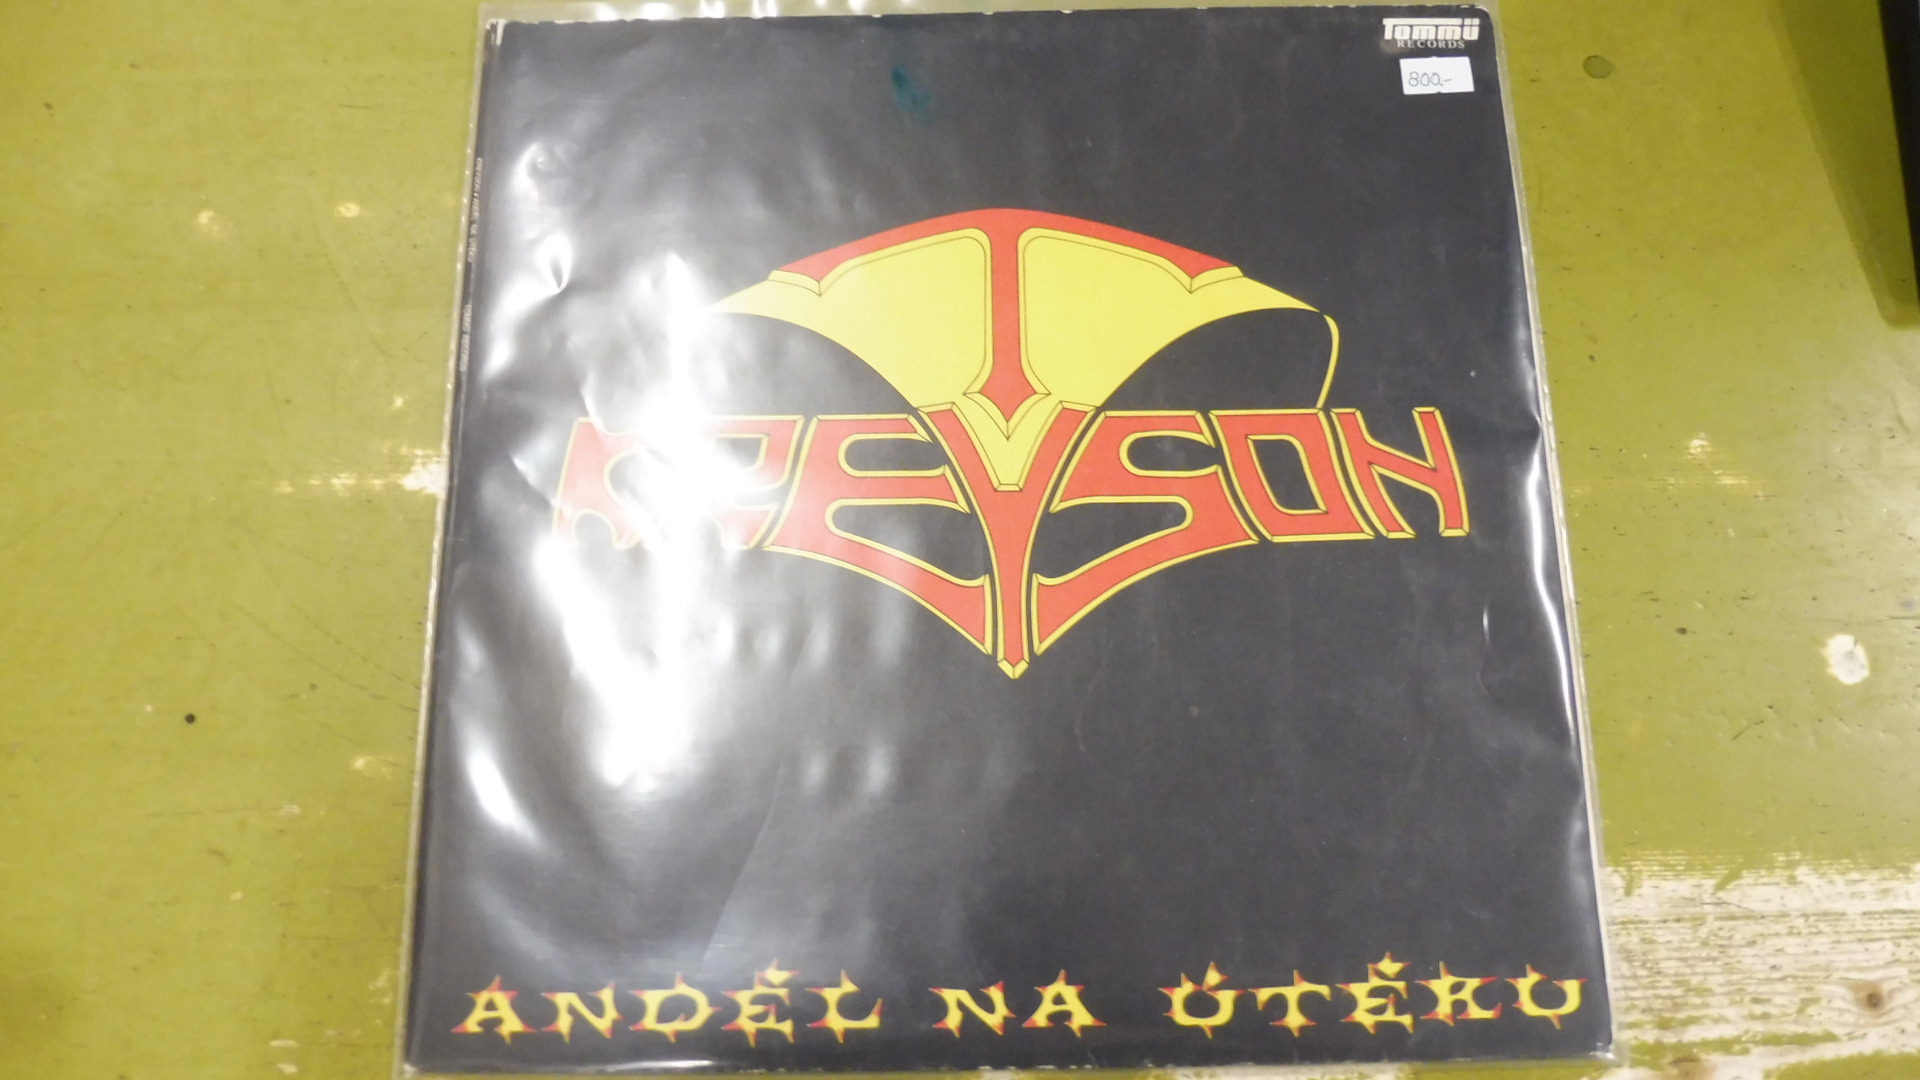 Tommü
RECORDS
800,-
KREYSON
ANDĚL NA ÚTĚKU